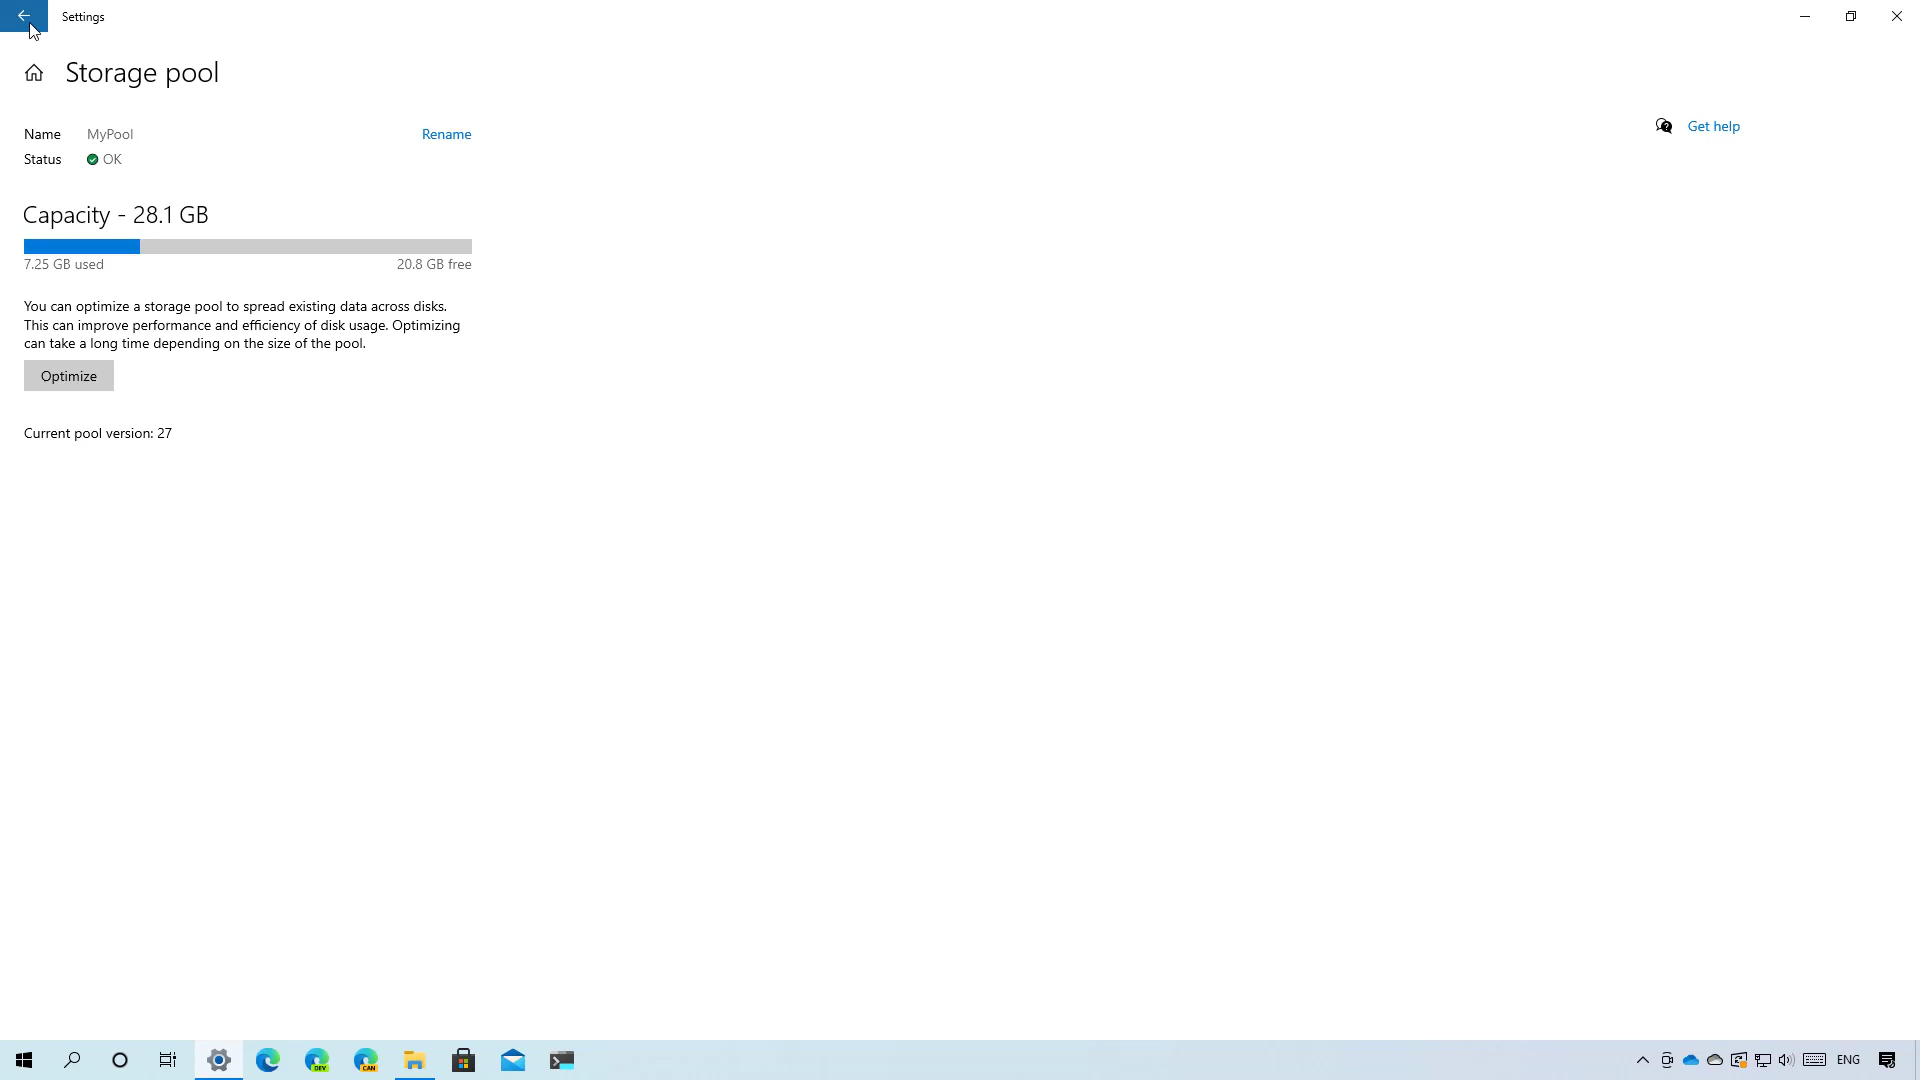 Settings
Storage pool
Name MyPool Rename
Status OK
Get help
Capacity - 28.1 GB
7.25 GB used 20.8 GB free
You can optimize a storage pool to spread existing data across disks.
This can improve performance and efficiency of disk usage. Optimizing
can take a long time depending on the size of the pool.
Optimize
Current pool version: 27
DEV
CAN
ENG